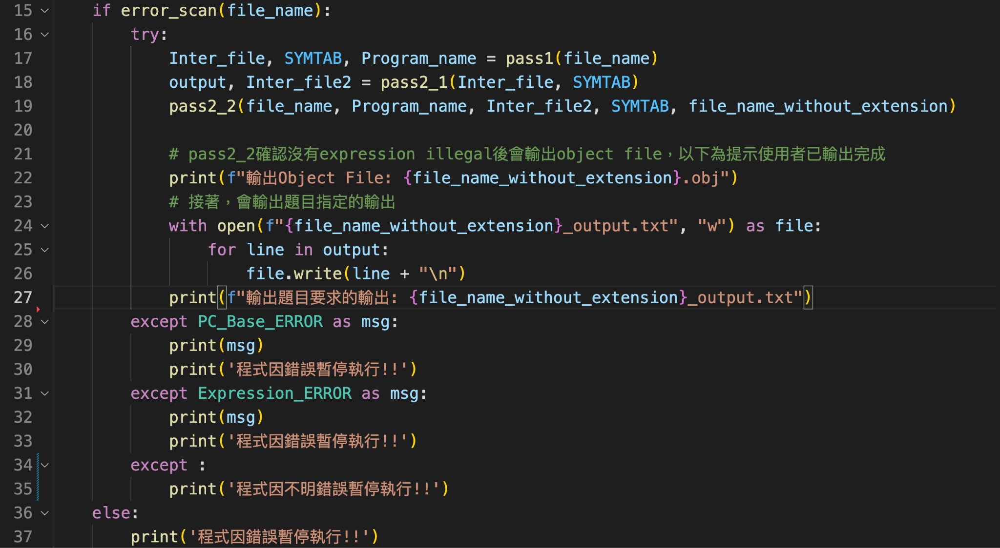 15 if error_scan(file_name):
16 try:
17 Inter_file, SYMTAB, Program_name = pass1(file_name)
18 output, Inter_file2 = pass2_1(Inter_file, SYMTAB)
19 pass2_2(file_name, Program_name, Inter_file2, SYMTAB, file_name_without_extension)
20
21 # pass2_2確認沒有expression illegal後會輸出object file，以下為提示使用者已輸出完成
22 print(f"輸出Object File: {file_name_without_extension}.obj")
23 # 接著，會輸出題目指定的輸出
24 with open(f"{file_name_without_extension}_output.txt", "w") as file:
25 for line in output:
26 file.write(line + "\n")
27 print(f"輸出題目要求的輸出: {file_name_without_extension}_output.txt")
28 except PC_Base_ERROR as msg:
29 print(msg)
30 print('程式因錯誤暫停執行!!')
31 except Expression_ERROR as msg:
32 print(msg)
33 print('程式因錯誤暫停執行!!')
34 except :
35 print('程式因不明錯誤暫停執行!!')
36 else:
37 print('程式因錯誤暫停執行!!')